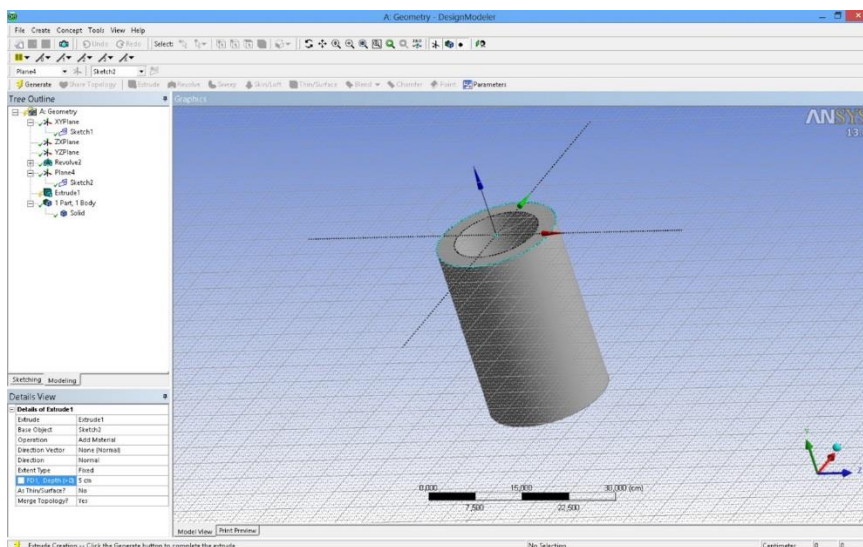 A: Geometry - DesignModeler
File Create Concept Tools View Help
Undo Redo Select:
Plane4 Sketch2
Generate Share Topology Extrude Revolve Sweep Skin/Loft Thin/Surface Blend Chamfer Point Parameters
Tree Outline
Graphics
A: Geometry
XYPlane
Sketch1
ZXPlane
YZPlane
Revolve2
Plane4
Sketch2
Extrude1
1 Part, 1 Body
Solid
ANSYS
Sketching Modeling
Details View
Details of Extrude1
Extrude Extrude1
Base Object Sketch2
Operation Add Material
Direction Vector None (Normal)
Direction Normal
Extent Type Fixed
FD1, Depth (>0) 5 cm
As Thin/Surface? No
Merge Topology? Yes
0,000 15,000 30,000 (cm)
7,500 22,500
Y
Z
Model View Print Preview
Extrude Creation -- Click the Generate button to complete the extrude
No Selection
Centimeter 0 0